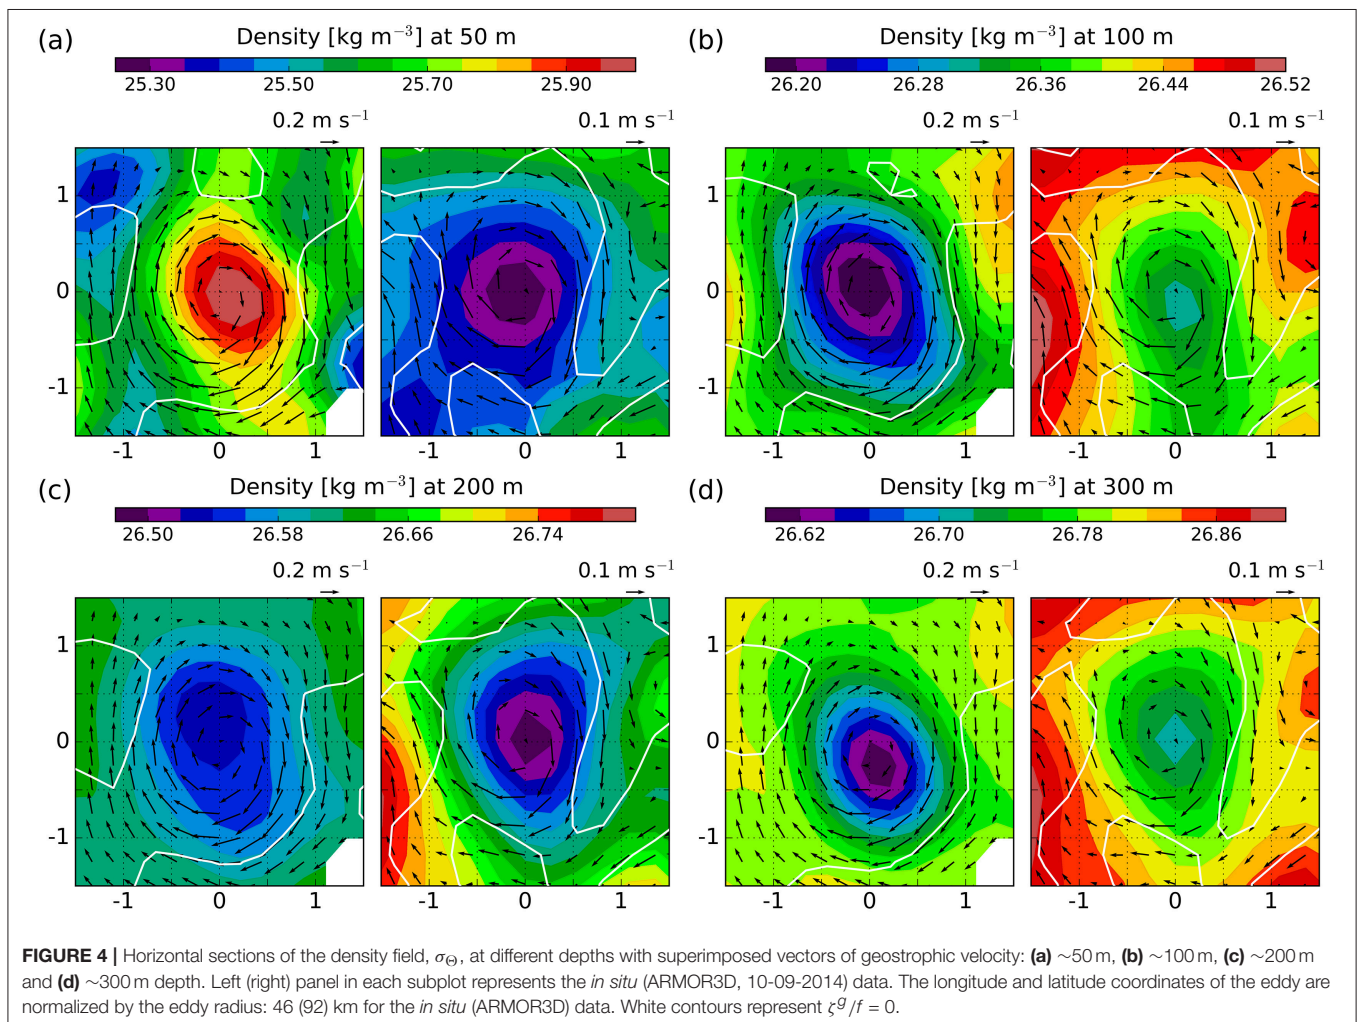 (a)
Density [kg m⁻³] at 50 m
25.30 25.50 25.70 25.90
0.2 m s⁻¹
0.1 m s⁻¹
1
0
-1
-1 0 1
-1 0 1
(b)
Density [kg m⁻³] at 100 m
26.20 26.28 26.36 26.44 26.52
0.2 m s⁻¹
0.1 m s⁻¹
1
0
-1
-1 0 1
-1 0 1
(c)
Density [kg m⁻³] at 200 m
26.50 26.58 26.66 26.74
0.2 m s⁻¹
0.1 m s⁻¹
1
0
-1
-1 0 1
-1 0 1
(d)
Density [kg m⁻³] at 300 m
26.62 26.70 26.78 26.86
0.2 m s⁻¹
0.1 m s⁻¹
1
0
-1
-1 0 1
-1 0 1
FIGURE 4 | Horizontal sections of the density field, σ_Θ, at different depths with superimposed vectors of geostrophic velocity: (a) ∼50 m, (b) ∼100 m, (c) ∼200 m
and (d) ∼300 m depth. Left (right) panel in each subplot represents the in situ (ARMOR3D, 10-09-2014) data. The longitude and latitude coordinates of the eddy are
normalized by the eddy radius: 46 (92) km for the in situ (ARMOR3D) data. White contours represent ζ^g/f = 0.